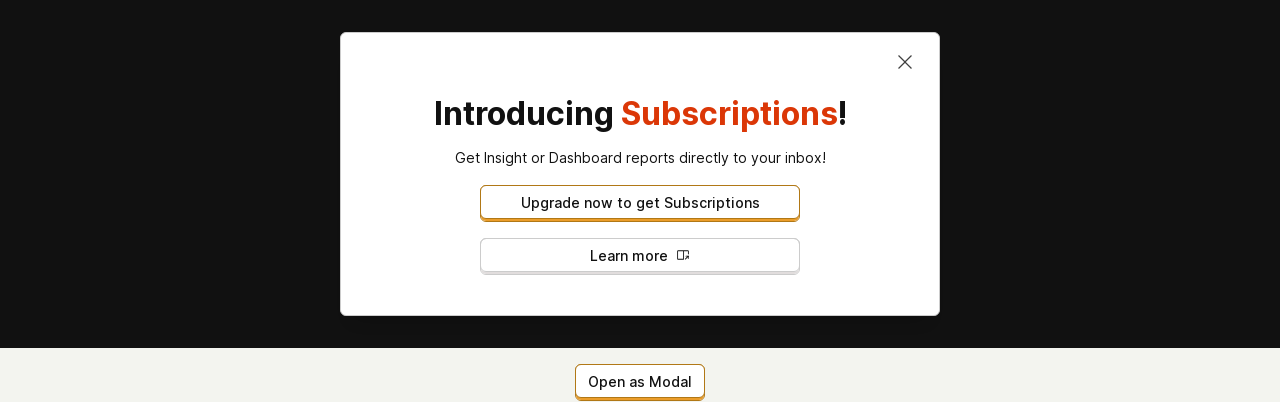 Introducing Subscriptions!
Get Insight or Dashboard reports directly to your inbox!
Upgrade now to get Subscriptions
Learn more
Open as Modal